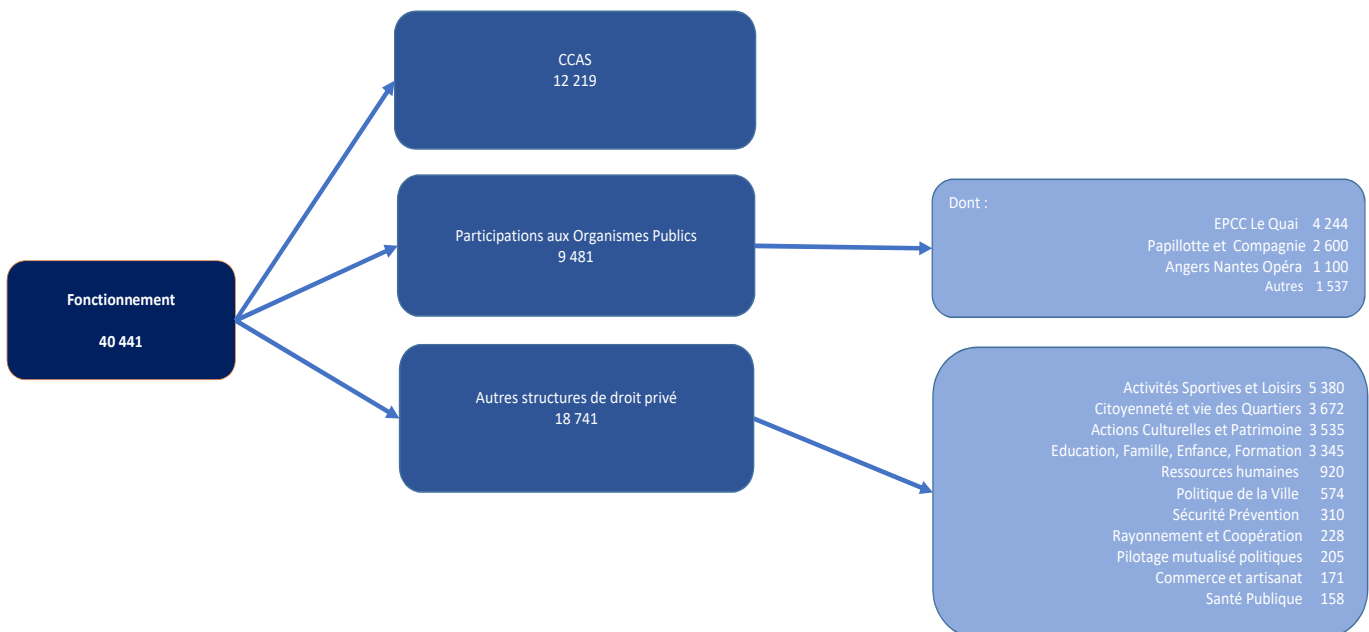 Fonctionnement
40 441
CCAS
12 219
Participations aux Organismes Publics
9 481
Dont :
EPCC Le Quai 4 244
Papillotte et Compagnie 2 600
Angers Nantes Opéra 1 100
Autres 1 537
Autres structures de droit privé
18 741
Activités Sportives et Loisirs 5 380
Citoyenneté et vie des Quartiers 3 672
Actions Culturelles et Patrimoine 3 535
Education, Famille, Enfance, Formation 3 345
Ressources humaines 920
Politique de la Ville 574
Sécurité Prévention 310
Rayonnement et Coopération 228
Pilotage mutualisé politiques 205
Commerce et artisanat 171
Santé Publique 158